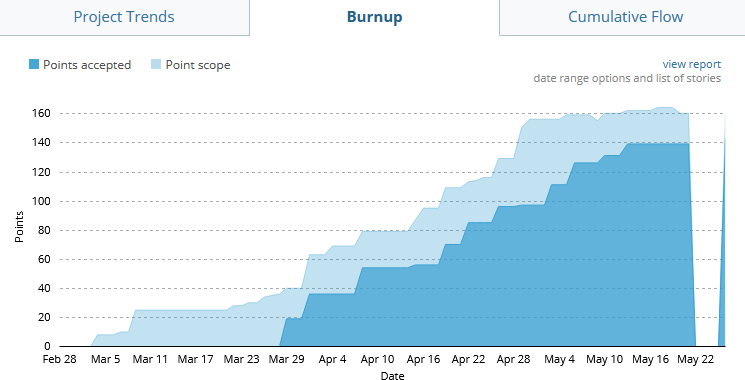 Project Trends
Burnup
Cumulative Flow
Points accepted
Point scope
view report
date range options and list of stories
160
140
120
100
80
60
40
20
0
Points
Feb 28 Mar 5 Mar 11 Mar 17 Mar 23 Mar 29 Apr 4 Apr 10 Apr 16 Apr 22 Apr 28 May 4 May 10 May 16 May 22
Date